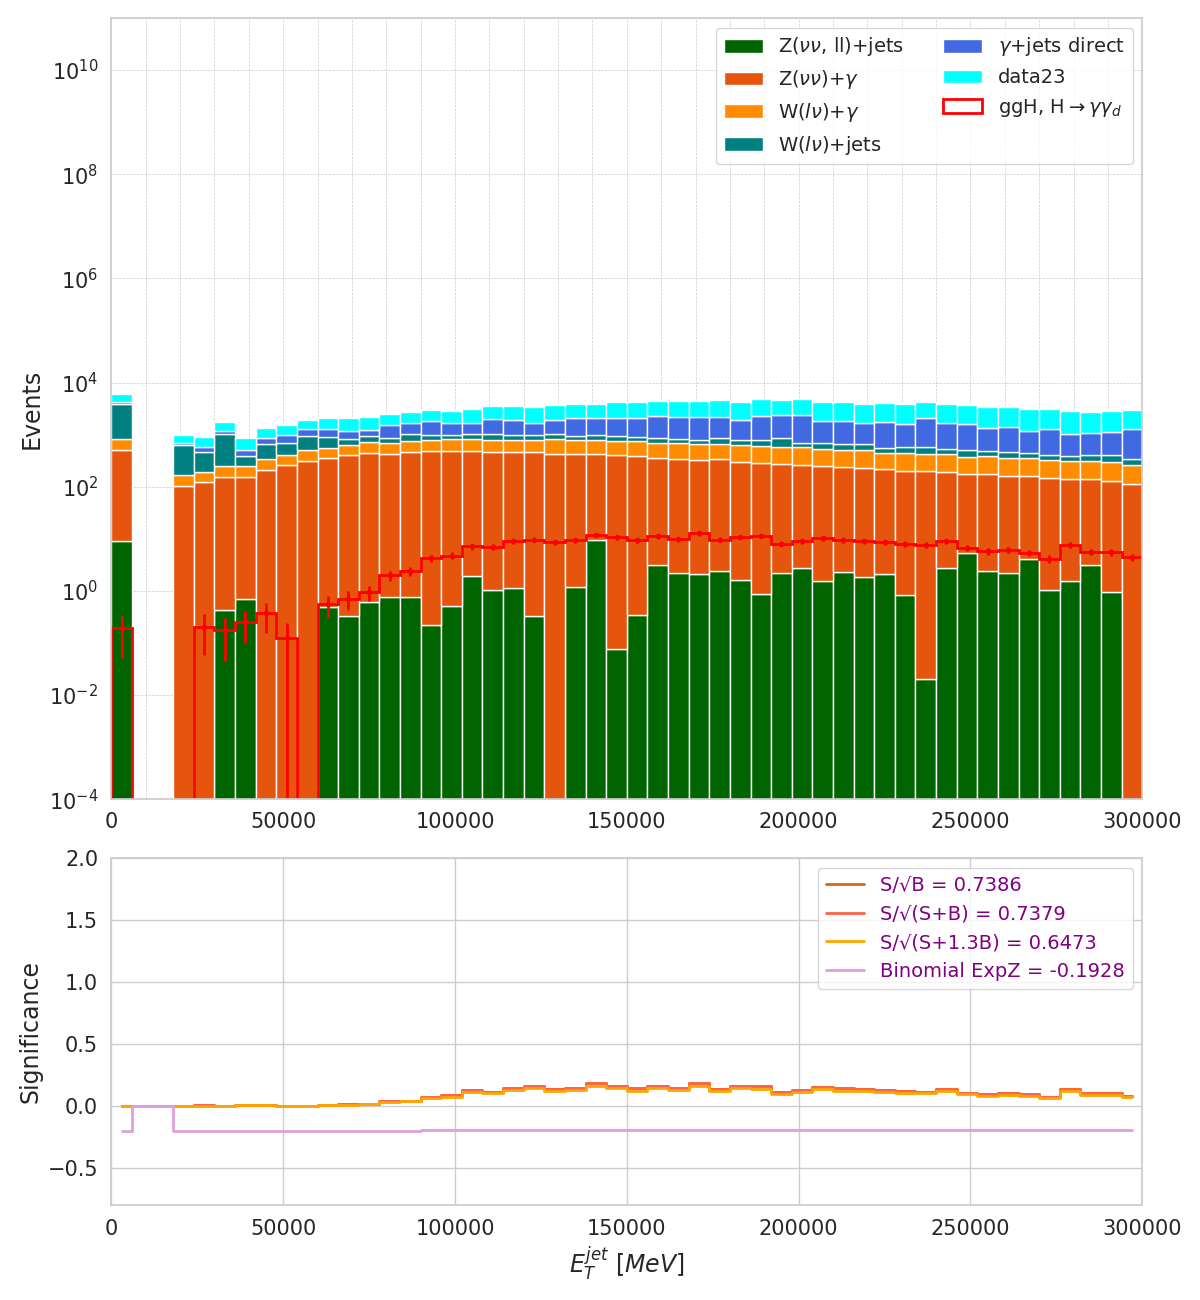 Z(νν, ll)+jets
Z(νν)+γ
W(lν)+γ
W(lν)+jets
γ+jets direct
data23
ggH, H→γγ_d
Events
10^10
10^8
10^6
10^4
10^2
10^0
10^−2
10^−4
0 50000 100000 150000 200000 250000 300000
S/√B = 0.7386
S/√(S+B) = 0.7379
S/√(S+1.3B) = 0.6473
Binomial ExpZ = -0.1928
Significance
2.0
1.5
1.0
0.5
0.0
−0.5
0 50000 100000 150000 200000 250000 300000
E_T^jet [MeV]